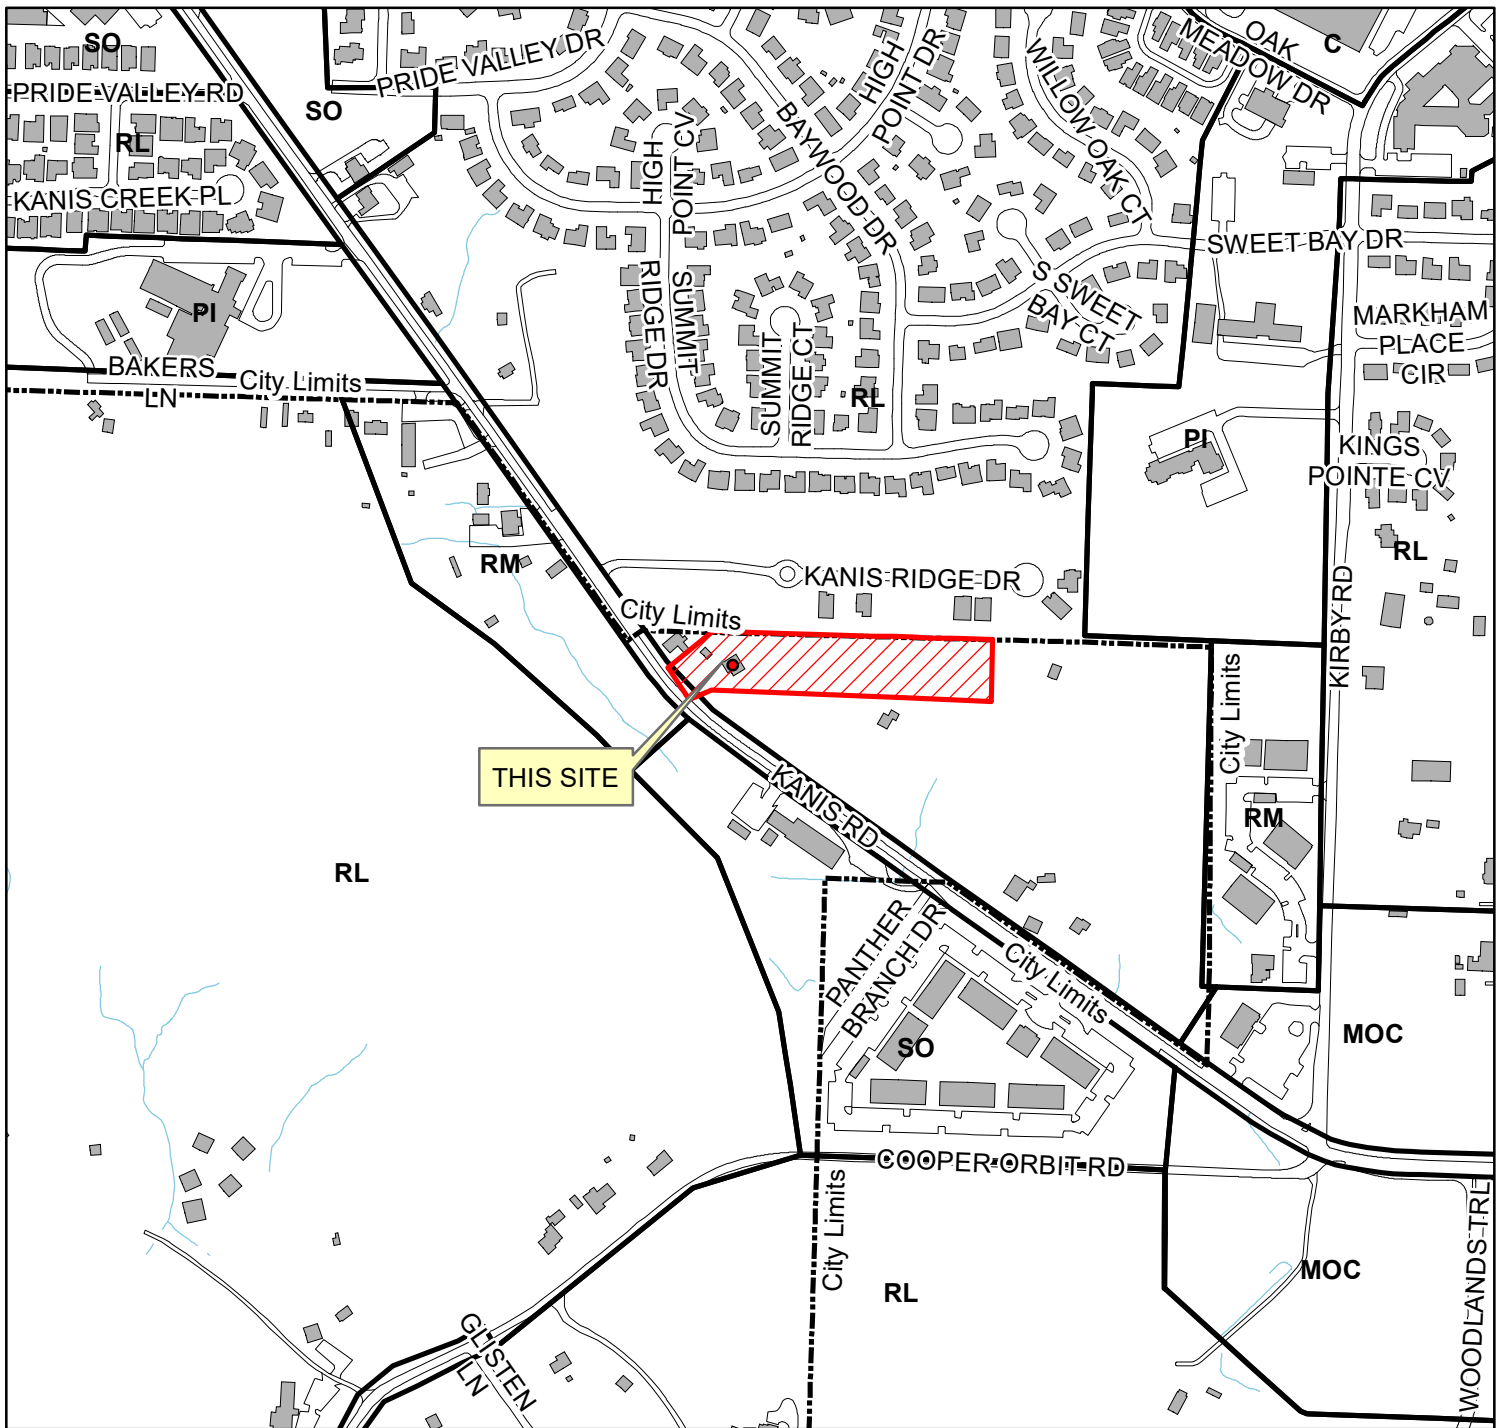 SO
C
OAK
MEADOW DR
PRIDE VALLEY DR
PRIDE VALLEY RD
SO
HIGH
POINT DR
WILLOW OAK CT
BAYWOOD DR
RL
HIGH
POINT CV
KANIS CREEK PL
SWEET BAY DR
S SWEET
BAY CT
SUMMIT
RIDGE DR
PI
MARKHAM
PLACE
CIR
SUMMIT
RIDGE CT
BAKERS
LN
City Limits
RL
PI
KINGS
POINTE CV
RM
RL
KANIS RIDGE DR
City Limits
KIRBY RD
City Limits
THIS SITE
KANIS RD
RM
RL
PANTHER
BRANCH DR
City Limits
SO
MOC
COOPER ORBIT RD
City Limits
WOODLANDS TRL
MOC
RL
GLISTEN
LN